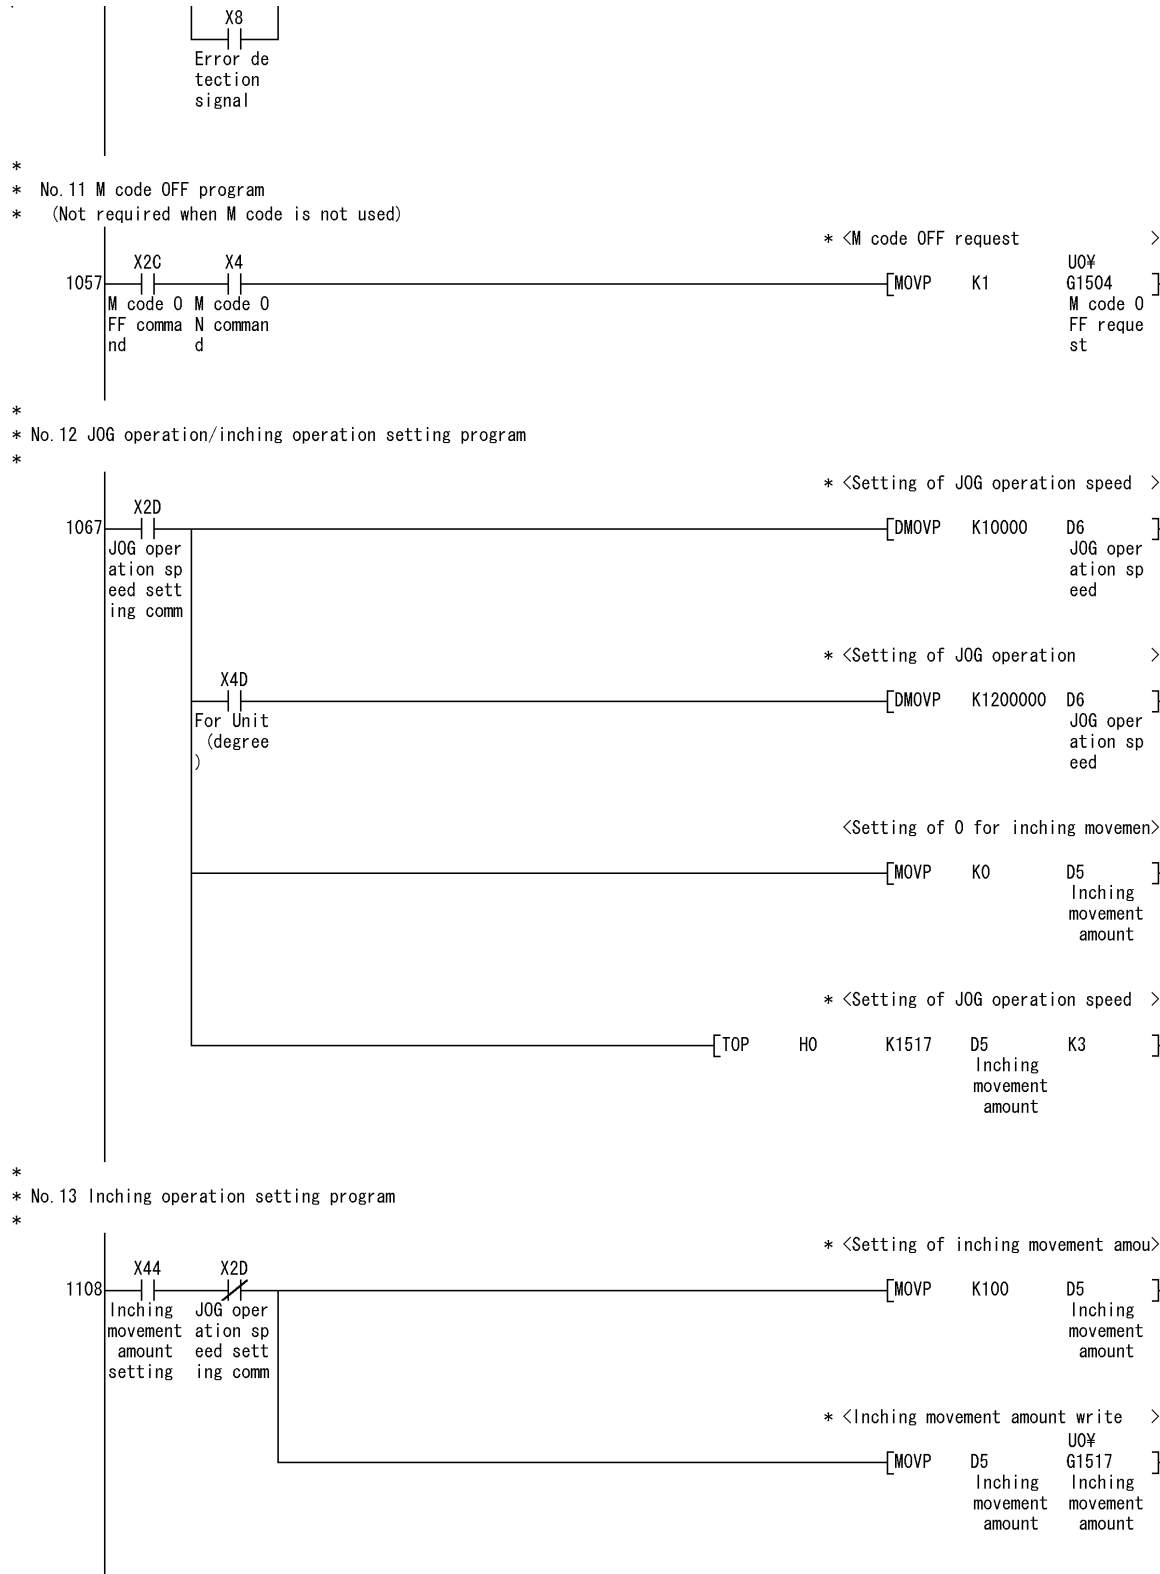 X8
Error de
tection
signal
*
* No.11 M code OFF program
* (Not required when M code is not used)
* <M code OFF request >
X2C X4 U0¥
1057 [MOVP K1 G1504 ]
M code O M code O M code O
FF comma N comman FF reque
nd d st
*
* No.12 JOG operation/inching operation setting program
*
* <Setting of JOG operation speed >
X2D
1067 [DMOVP K10000 D6 ]
JOG oper JOG oper
ation sp ation sp
eed sett eed
ing comm
* <Setting of JOG operation >
X4D
[DMOVP K1200000 D6 ]
For Unit JOG oper
(degree ation sp
) eed
<Setting of 0 for inching movemen>
[MOVP K0 D5 ]
Inching
movement
amount
* <Setting of JOG operation speed >
[TOP H0 K1517 D5 K3 ]
Inching
movement
amount
*
* No.13 Inching operation setting program
*
* <Setting of inching movement amou>
X44 X2D
1108 [MOVP K100 D5 ]
Inching JOG oper Inching
movement ation sp movement
amount eed sett amount
setting ing comm
* <Inching movement amount write >
U0¥
[MOVP D5 G1517 ]
Inching Inching
movement movement
amount amount